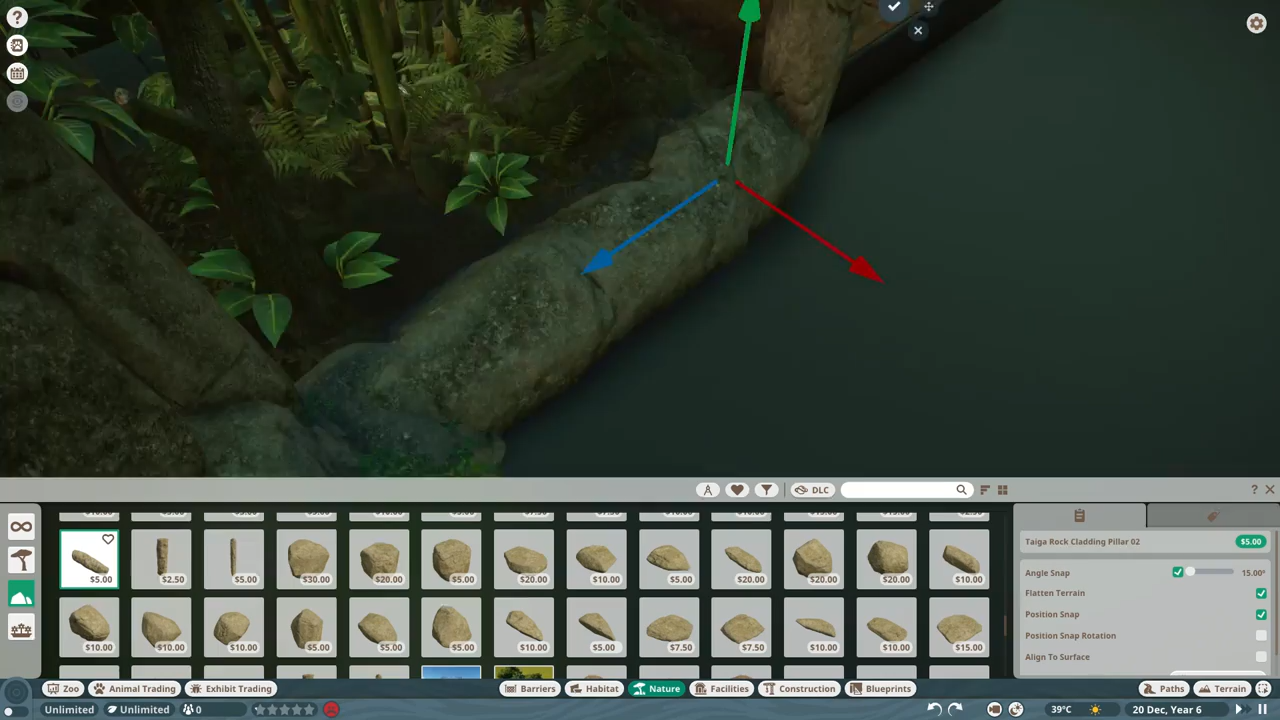 DLC
$5.00 $2.50 $5.00 $30.00 $20.00 $5.00 $20.00 $10.00 $5.00 $20.00 $20.00 $20.00 $10.00
$10.00 $10.00 $10.00 $5.00 $5.00 $5.00 $10.00 $5.00 $7.50 $7.50 $10.00 $10.00 $15.00
Taiga Rock Cladding Pillar 02 $5.00
Angle Snap 15.00°
Flatten Terrain
Position Snap
Position Snap Rotation
Align To Surface
Zoo Animal Trading Exhibit Trading Barriers Habitat Nature Facilities Construction Blueprints Paths Terrain
Unlimited Unlimited 0 39°C 20 Dec, Year 6